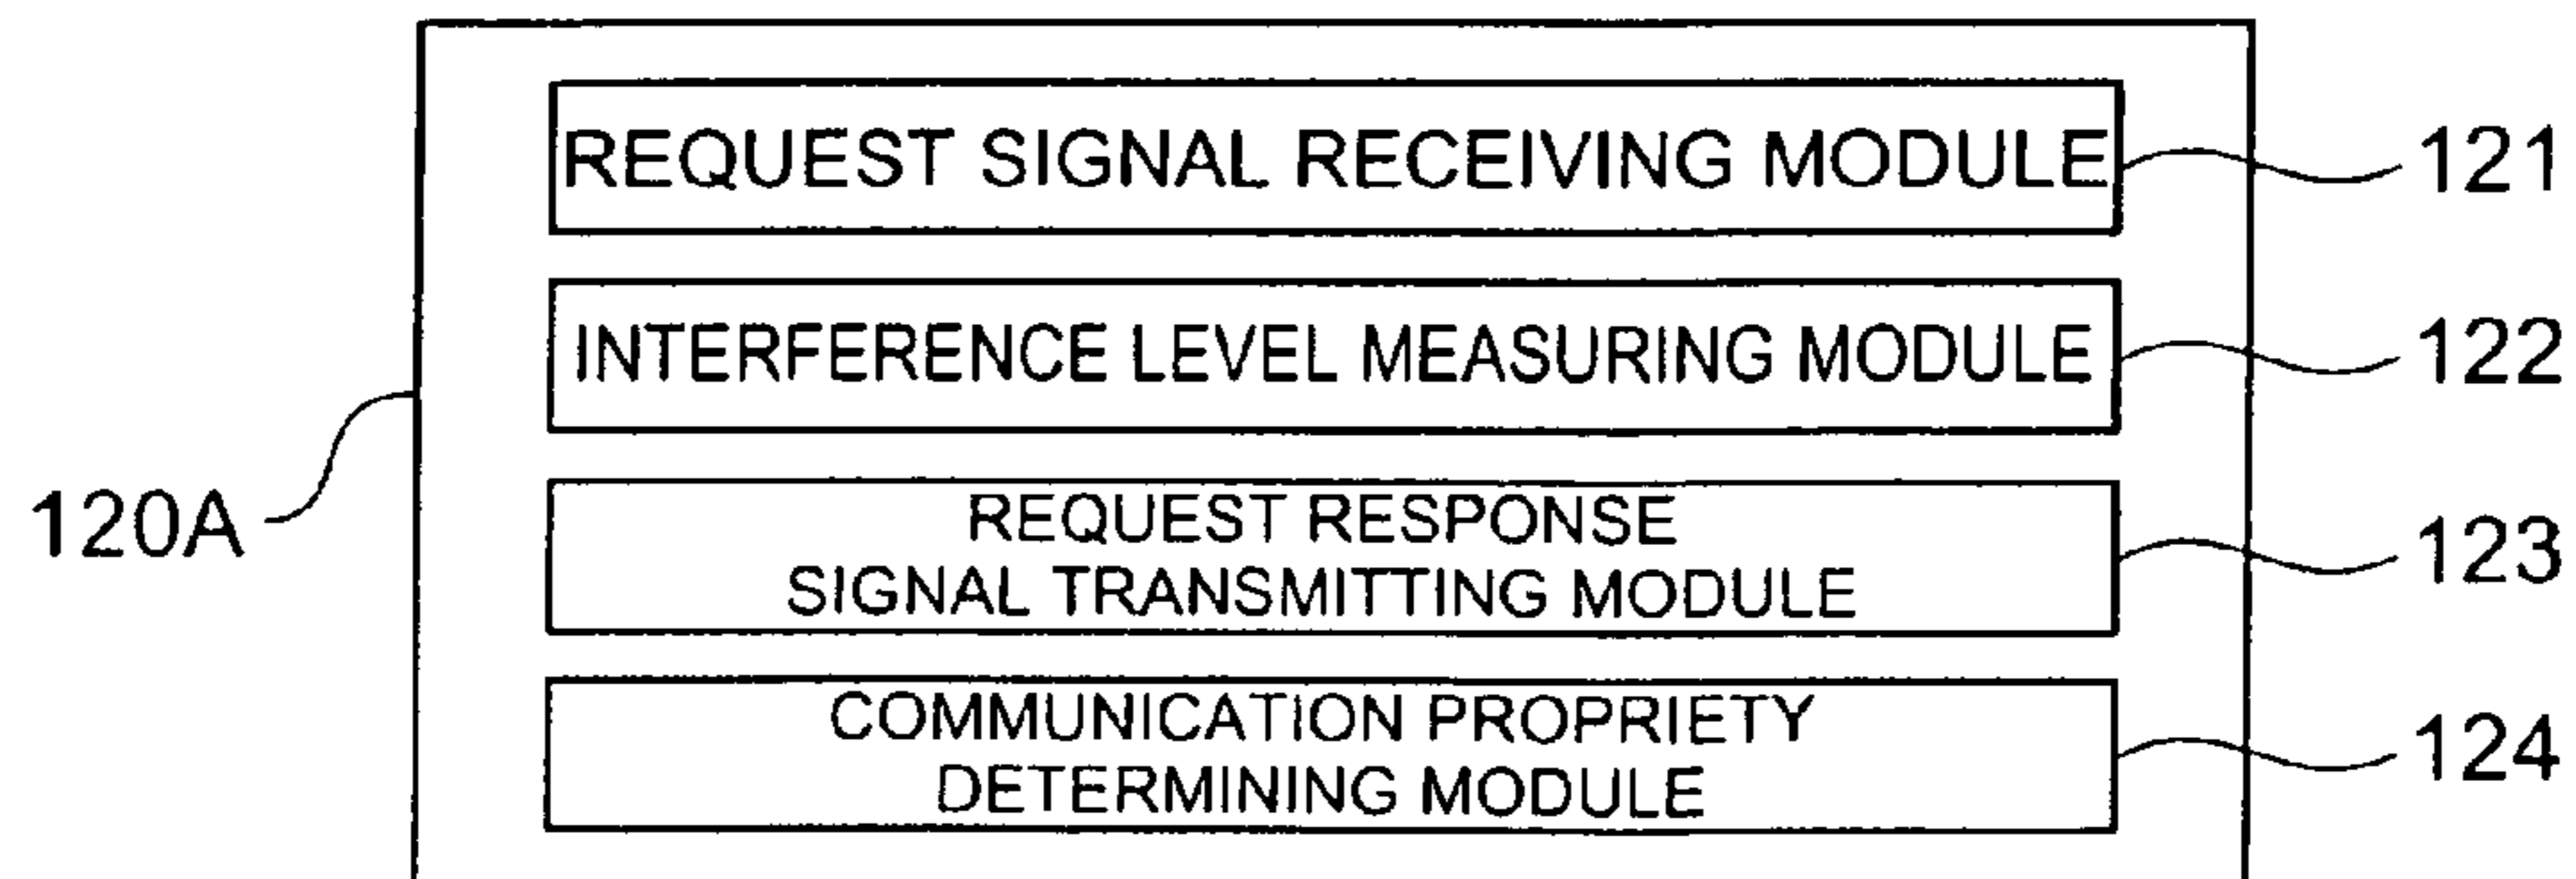 REQUEST SIGNAL RECEIVING MODULE
121
INTERFERENCE LEVEL MEASURING MODULE
122
120A
REQUEST RESPONSE
SIGNAL TRANSMITTING MODULE
123
COMMUNICATION PROPRIETY
DETERMINING MODULE
124